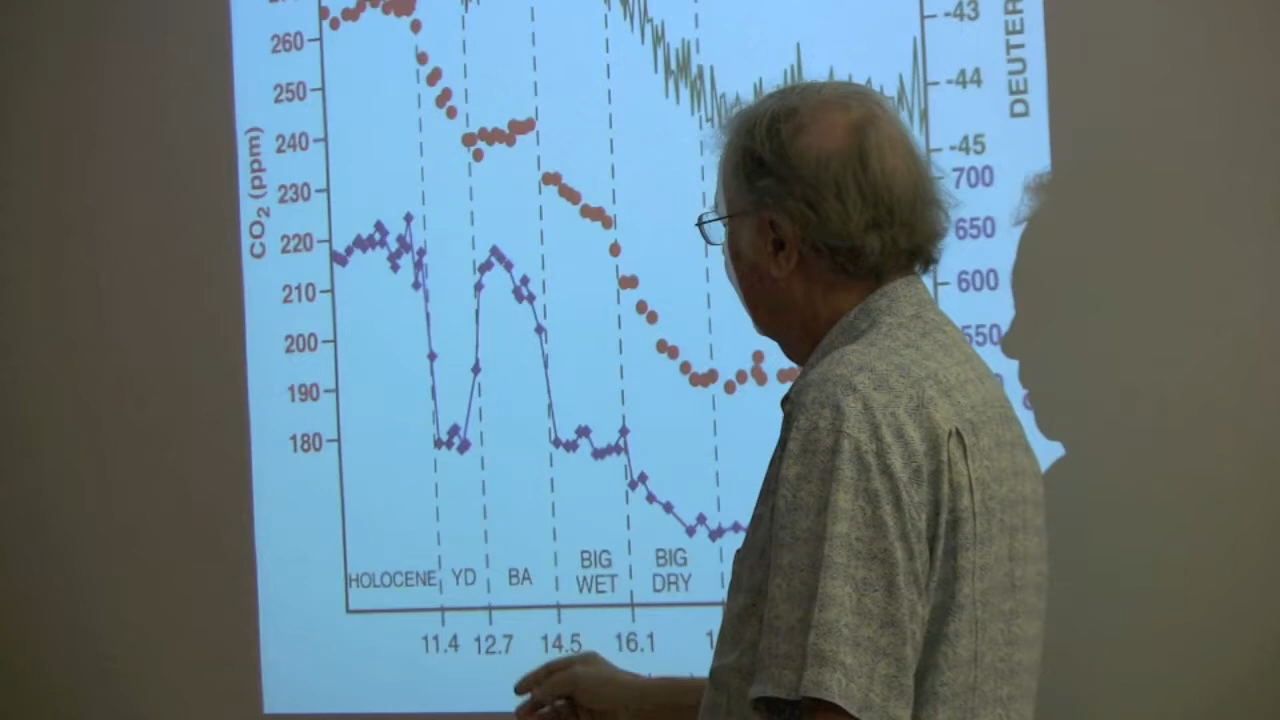 260
250
240
230
220
210
200
190
180
CO₂ (ppm)
-43
-44
-45
DEUTER
700
650
600
550
HOLOCENE
YD
BA
BIG
WET
BIG
DRY
11.4
12.7
14.5
16.1